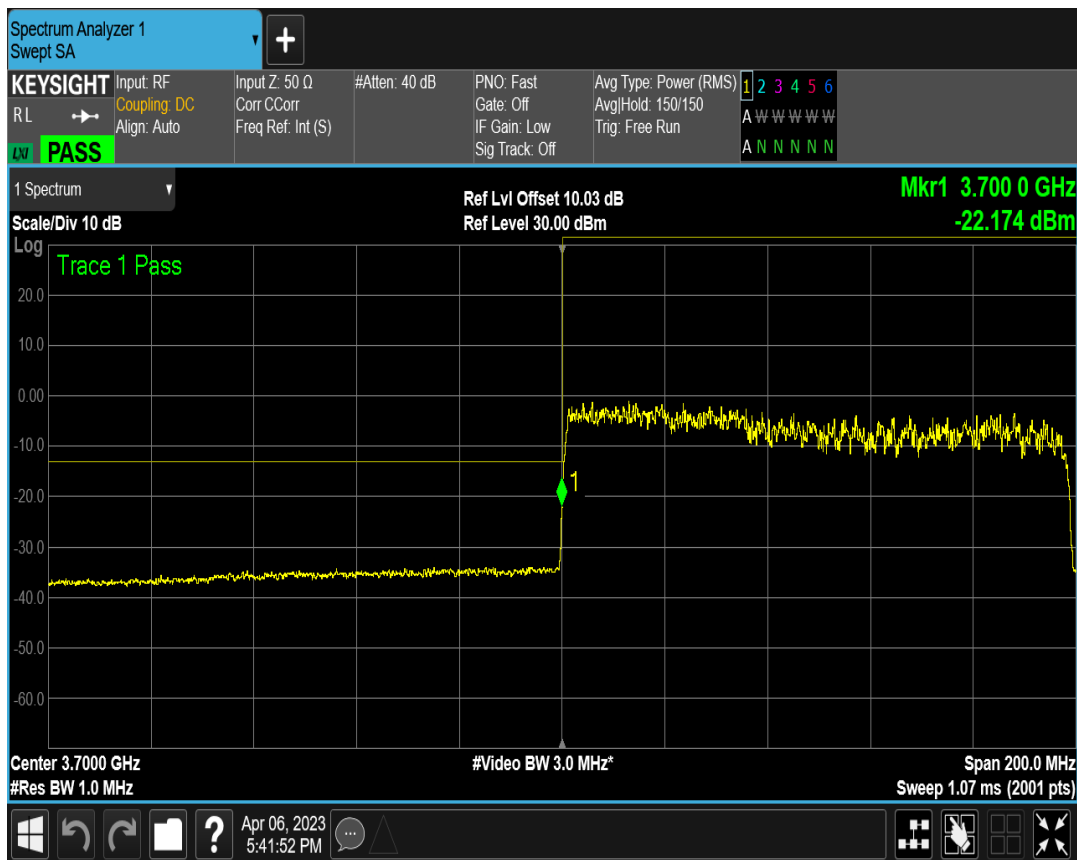 Spectrum Analyzer 1
Swept SA
+
KEYSIGHT
R L
LXI PASS
Input: RF
Coupling: DC
Align: Auto
Input Z: 50 Ω
Corr CCorr
Freq Ref: Int (S)
#Atten: 40 dB
PNO: Fast
Gate: Off
IF Gain: Low
Sig Track: Off
Avg Type: Power (RMS)
Avg|Hold: 150/150
Trig: Free Run
1 2 3 4 5 6
A W W W W W
A N N N N N
1 Spectrum
Scale/Div 10 dB
Ref Lvl Offset 10.03 dB
Ref Level 30.00 dBm
Mkr1 3.700 0 GHz
-22.174 dBm
Log
Trace 1 Pass
20.0
10.0
0.00
-10.0
1
-20.0
-30.0
-40.0
-50.0
-60.0
Center 3.7000 GHz
#Res BW 1.0 MHz
#Video BW 3.0 MHz*
Span 200.0 MHz
Sweep 1.07 ms (2001 pts)
?
Apr 06, 2023
5:41:52 PM